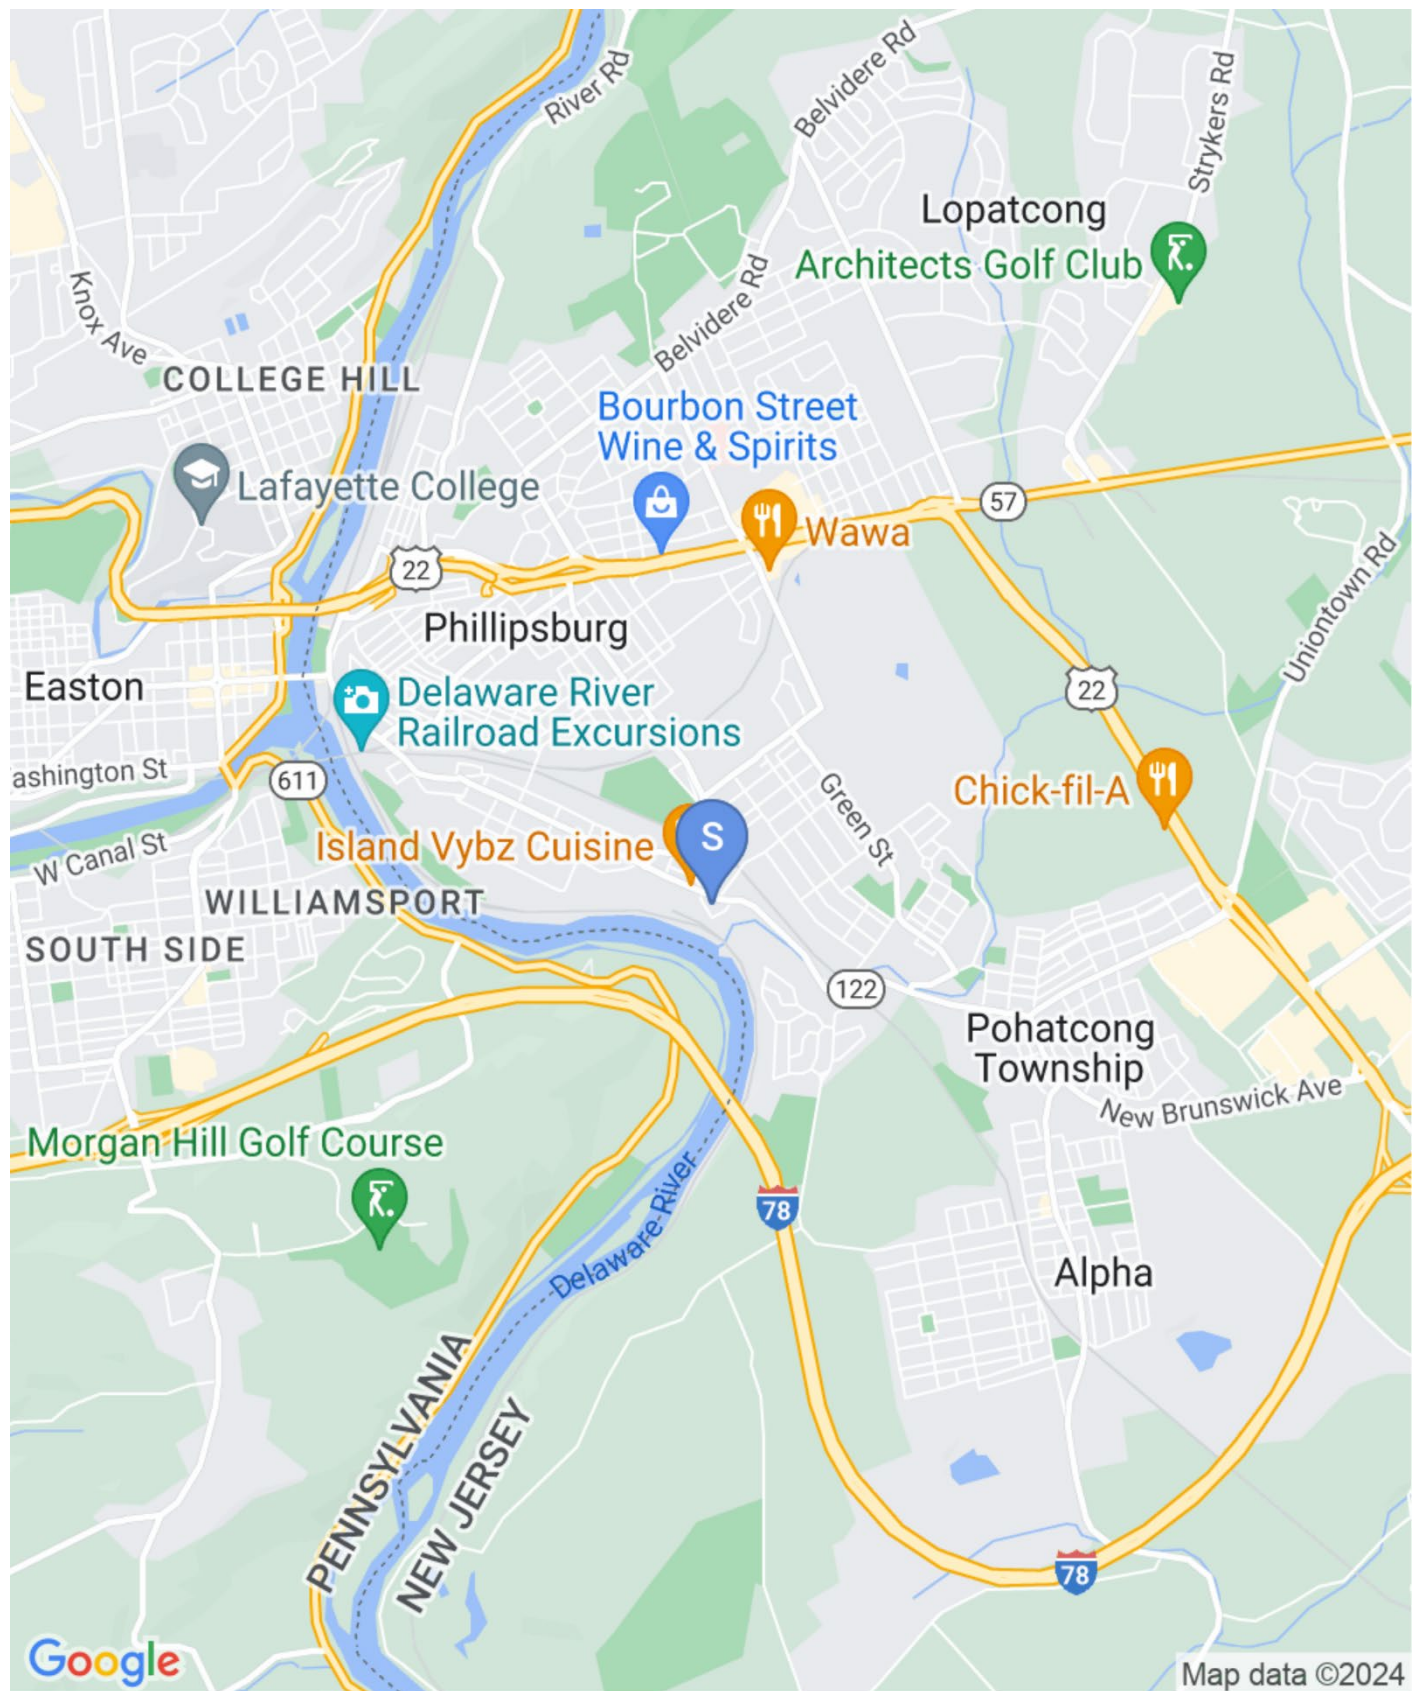 River Rd
Belvidere Rd
Strykers Rd
Lopatcong
Architects Golf Club
Knox Ave
Belvidere Rd
COLLEGE HILL
Bourbon Street
Wine & Spirits
Lafayette College
57
Wawa
22
Uniontown Rd
Phillipsburg
Easton
22
Delaware River
Railroad Excursions
ashington St
611
Chick-fil-A
Green St
S
Island Vybz Cuisine
W Canal St
WILLIAMSPORT
SOUTH SIDE
122
Pohatcong
Township
New Brunswick Ave
Morgan Hill Golf Course
Delaware River
78
Alpha
PENNSYLVANIA
NEW JERSEY
78
Google
Map data ©2024